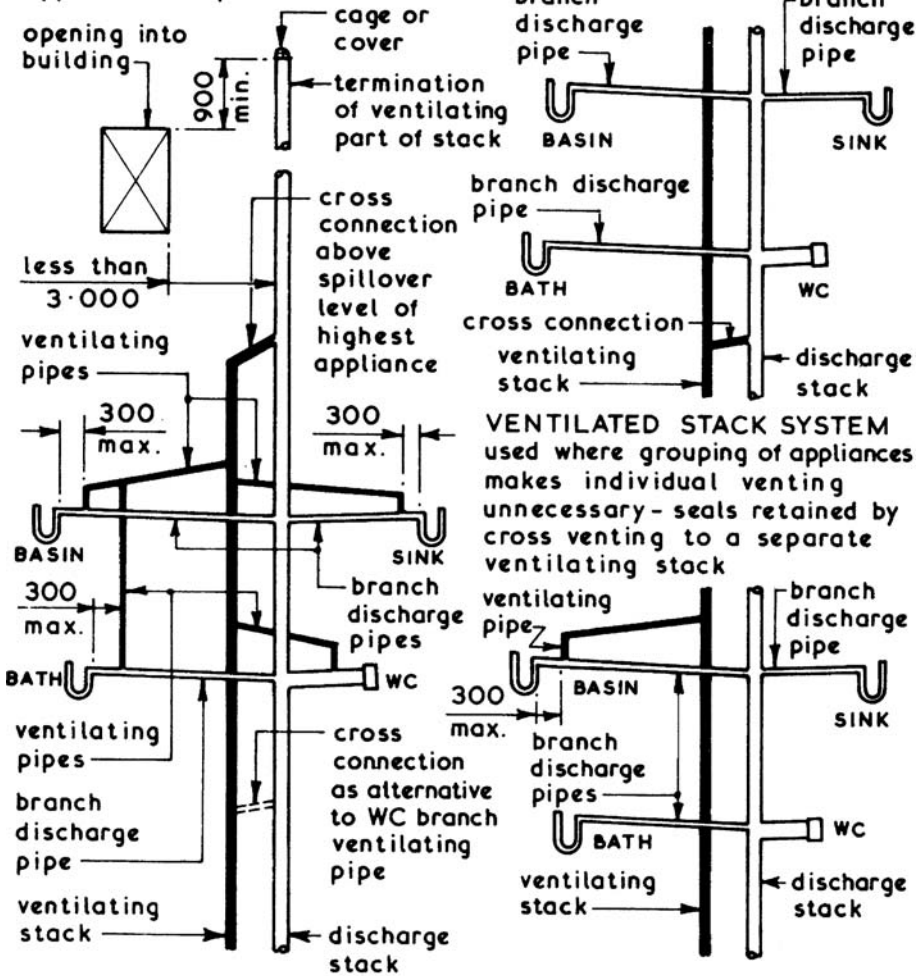 cage or
cover
opening into
building
900
min.
termination
of ventilating
part of stack
cross
connection
above
spillover
level of
highest
appliance
less than
3·000
ventilating
pipes
300
max.
300
max.
BASIN
SINK
branch
discharge
pipes
300
max.
BATH
WC
ventilating
pipes
cross
connection
as alternative
to WC branch
ventilating
pipe
branch
discharge
pipe
ventilating
stack
discharge
stack
branch
discharge
pipe
branch
discharge
pipe
BASIN
SINK
branch discharge
pipe
BATH
WC
cross connection
ventilating
stack
discharge
stack
VENTILATED STACK SYSTEM
used where grouping of appliances
makes individual venting
unnecessary - seals retained by
cross venting to a separate
ventilating stack
ventilating
pipe
branch
discharge
pipe
300
max.
BASIN
SINK
branch
discharge
pipes
BATH
WC
ventilating
stack
discharge
stack